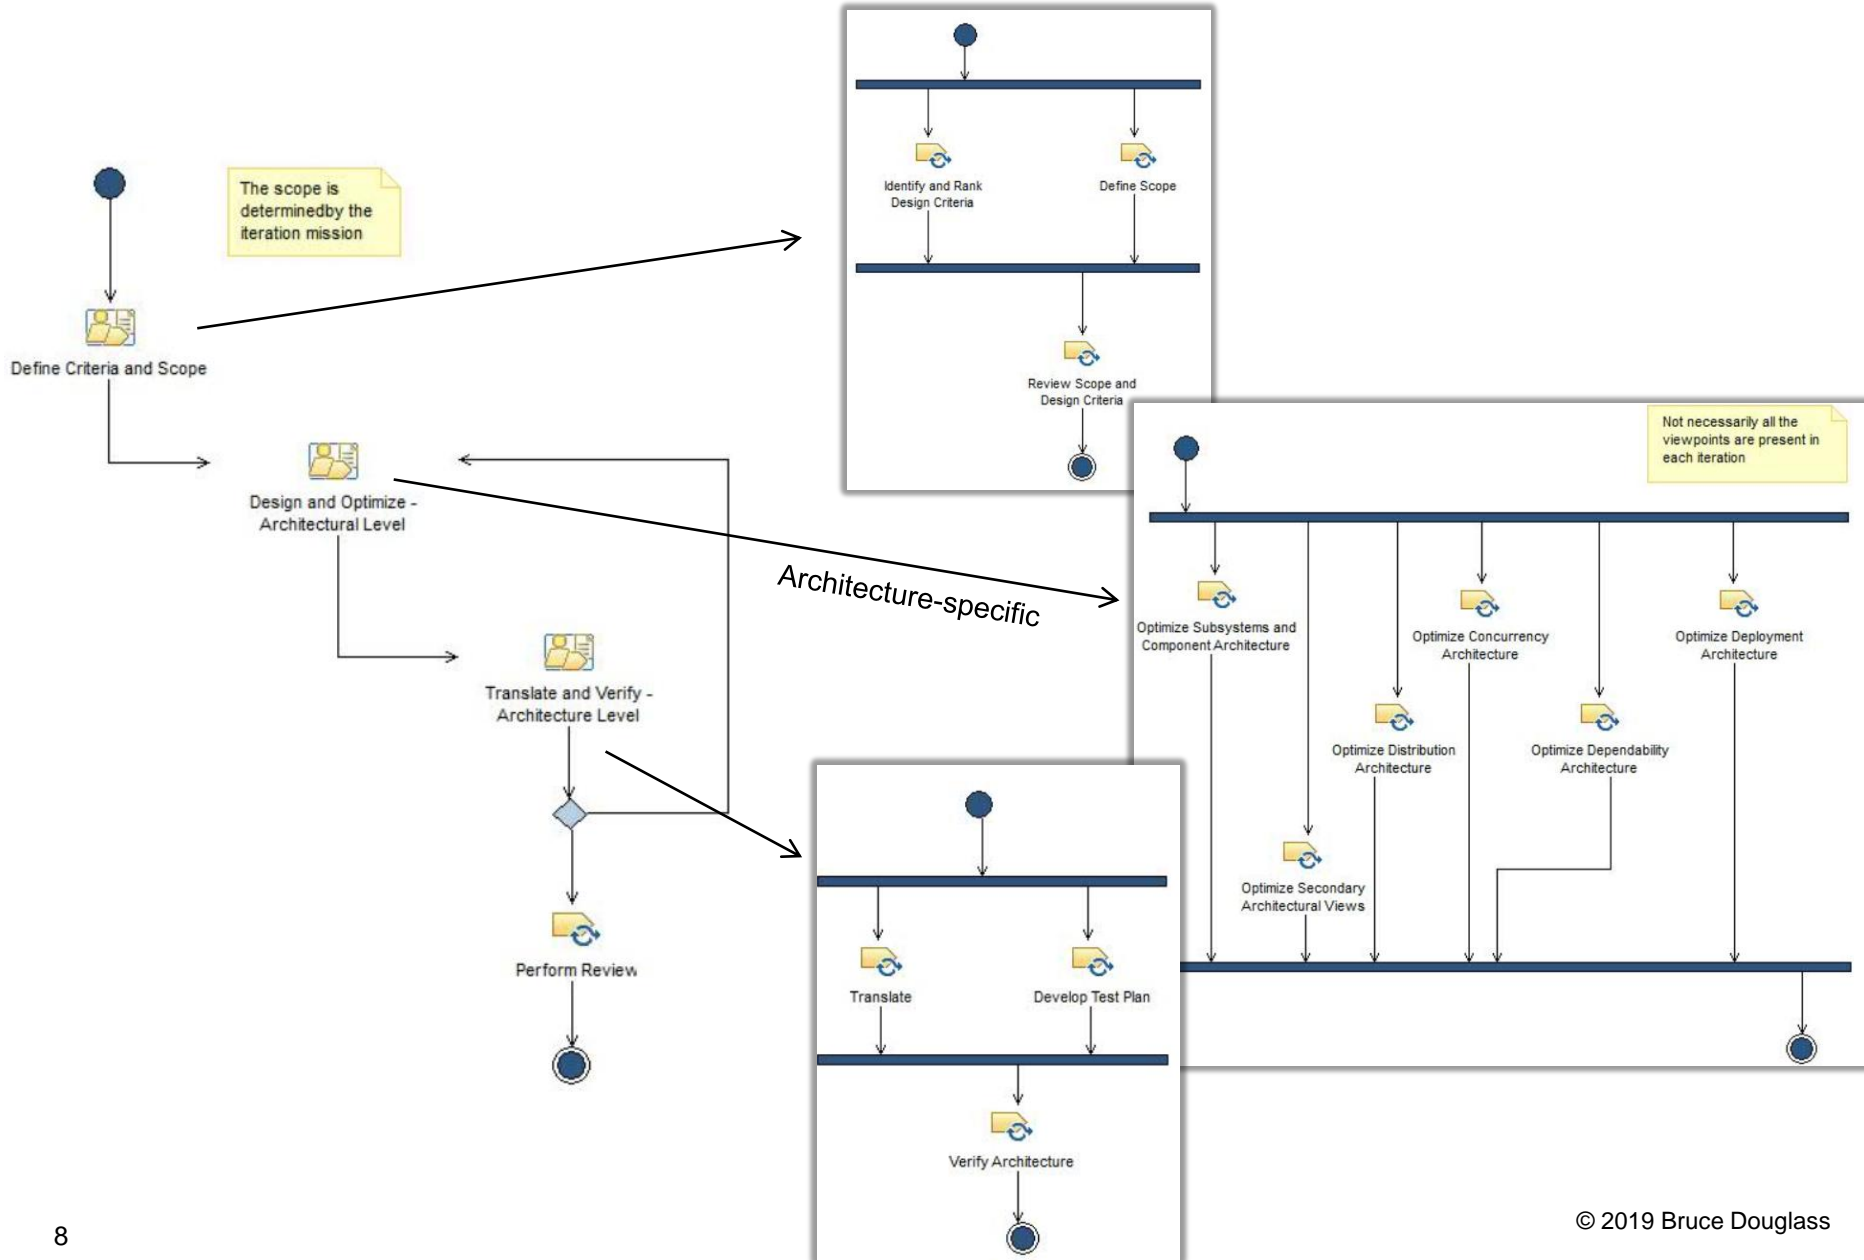 The scope is
determinedby the
iteration mission
Define Criteria and Scope
Design and Optimize -
Architectural Level
Translate and Verify -
Architecture Level
Perform Review
Identify and Rank
Design Criteria
Define Scope
Review Scope and
Design Criteria
Architecture-specific
Not necessarily all the
viewpoints are present in
each iteration
Optimize Subsystems and
Component Architecture
Optimize Concurrency
Architecture
Optimize Deployment
Architecture
Optimize Distribution
Architecture
Optimize Dependability
Architecture
Optimize Secondary
Architectural Views
Translate
Develop Test Plan
Verify Architecture
8
© 2019 Bruce Douglass